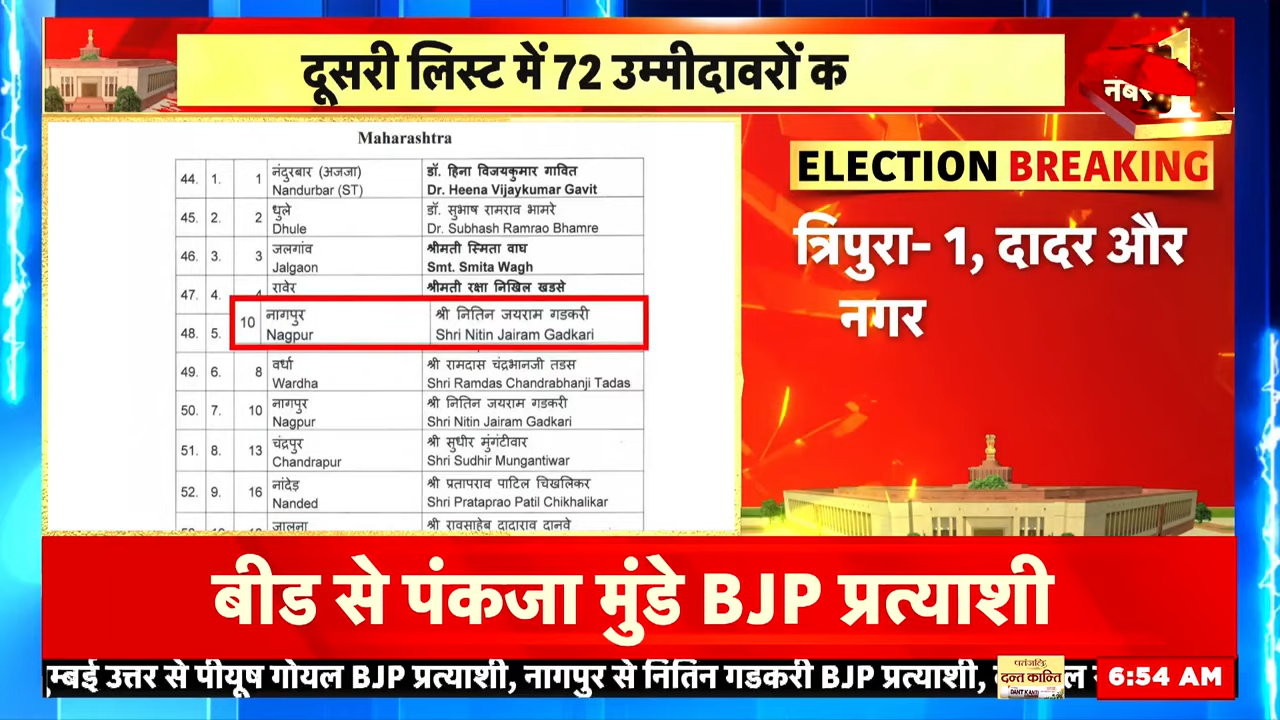 दूसरी लिस्ट में 72 उम्मीदवारों क
नंबर 1
Maharashtra
44. 1. 1 नंदुरबार (अजजा) डॉ. हिना विजयकुमार गावित
Nandurbar (ST) Dr. Heena Vijaykumar Gavit
45. 2. 2 धुले डॉ. सुभाष रामराव भामरे
Dhule Dr. Subhash Ramrao Bhamre
46. 3. 3 जलगांव श्रीमती स्मिता वाघ
Jalgaon Smt. Smita Wagh
47. 4. 4 रावेर श्रीमती रक्षा निखिल खडसे
48. 5. 10 नागपुर श्री नितिन जयराम गडकरी
Nagpur Shri Nitin Jairam Gadkari
49. 6. 8 वर्धा श्री रामदास चंद्रभानजी तडस
Wardha Shri Ramdas Chandrabhanji Tadas
50. 7. 10 नागपुर श्री नितिन जयराम गडकरी
Nagpur Shri Nitin Jairam Gadkari
51. 8. 13 चंद्रपुर श्री सुधीर मुंगंटीवार
Chandrapur Shri Sudhir Mungantiwar
52. 9. 16 नांदेड़ श्री प्रतापराव पाटिल चिखलिकर
Nanded Shri Prataprao Patil Chikhalikar
जालना श्री रावसाहेब दादाराव दानवे
ELECTION BREAKING
त्रिपुरा- 1, दादर और
नगर
बीड से पंकजा मुंडे BJP प्रत्याशी
मुम्बई उत्तर से पीयूष गोयल BJP प्रत्याशी, नागपुर से नितिन गडकरी BJP प्रत्याशी,
पतंजलि
दन्त कान्ति
DANT KANTI
6:54 AM